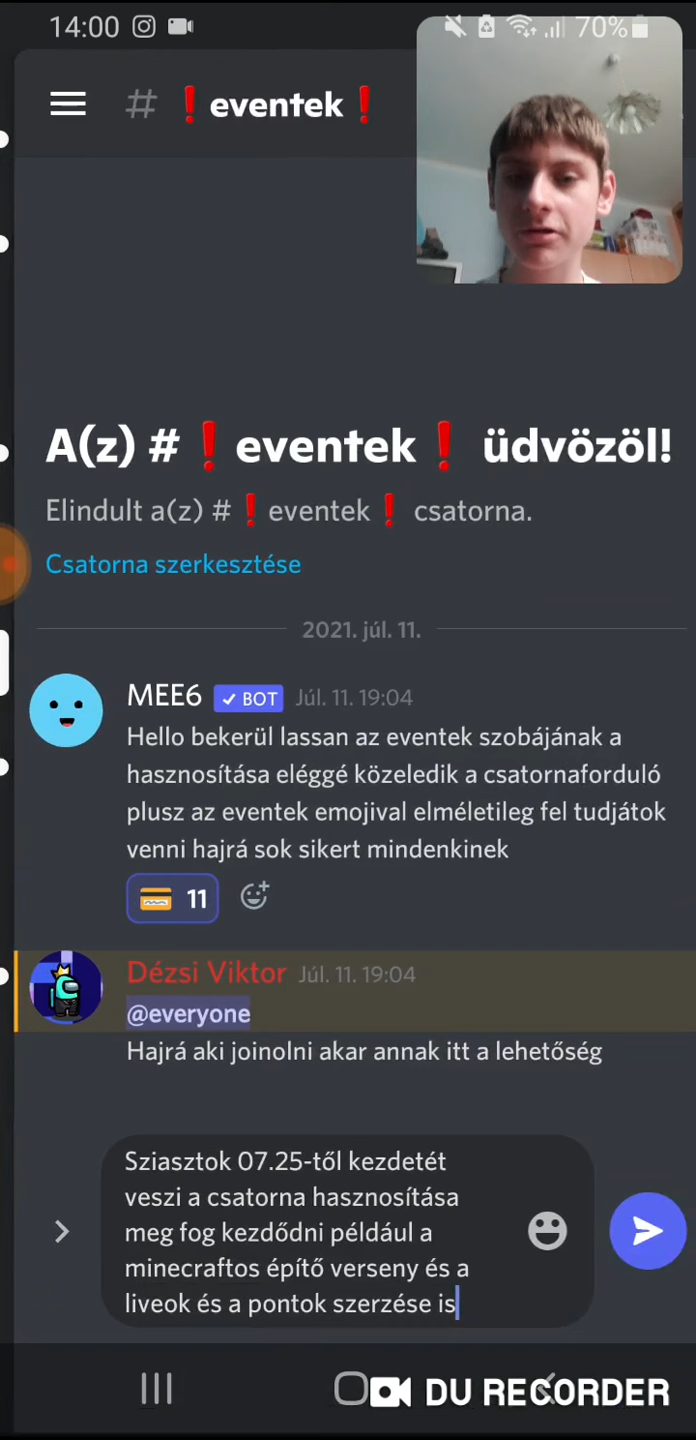 14:00 70%
# ❗eventek❗
A(z) # ❗eventek❗ üdvözöl!
Elindult a(z) # ❗eventek❗ csatorna.
Csatorna szerkesztése
2021. júl. 11.
MEE6 ✓ BOT Júl. 11. 19:04
Hello bekerül lassan az eventek szobájának a
hasznosítása eléggé közeledik a csatornaforduló
plusz az eventek emojival elméletileg fel tudjátok
venni hajrá sok sikert mindenkinek
11
Dézsi Viktor Júl. 11. 19:04
@everyone
Hajrá aki joinolni akar annak itt a lehetőség
Sziasztok 07.25-től kezdetét
veszi a csatorna hasznosítása
meg fog kezdődni például a
minecraftos építő verseny és a
liveok és a pontok szerzése is
DU RECORDER